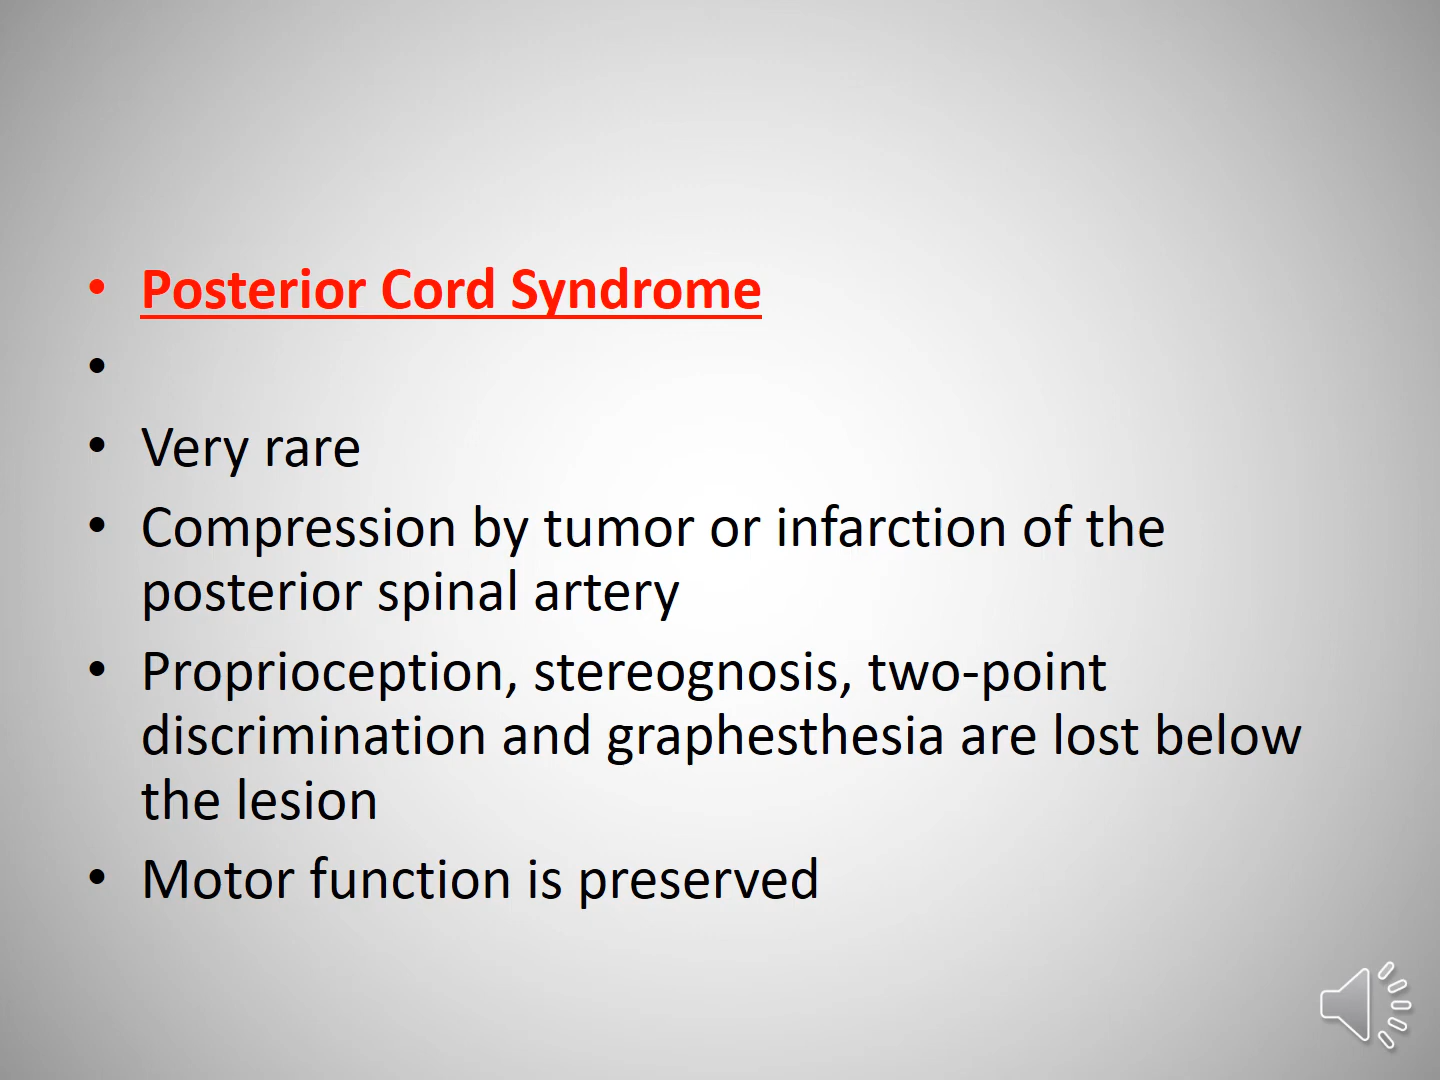 • Posterior Cord Syndrome
•
• Very rare
• Compression by tumor or infarction of the
posterior spinal artery
• Proprioception, stereognosis, two-point
discrimination and graphesthesia are lost below
the lesion
• Motor function is preserved